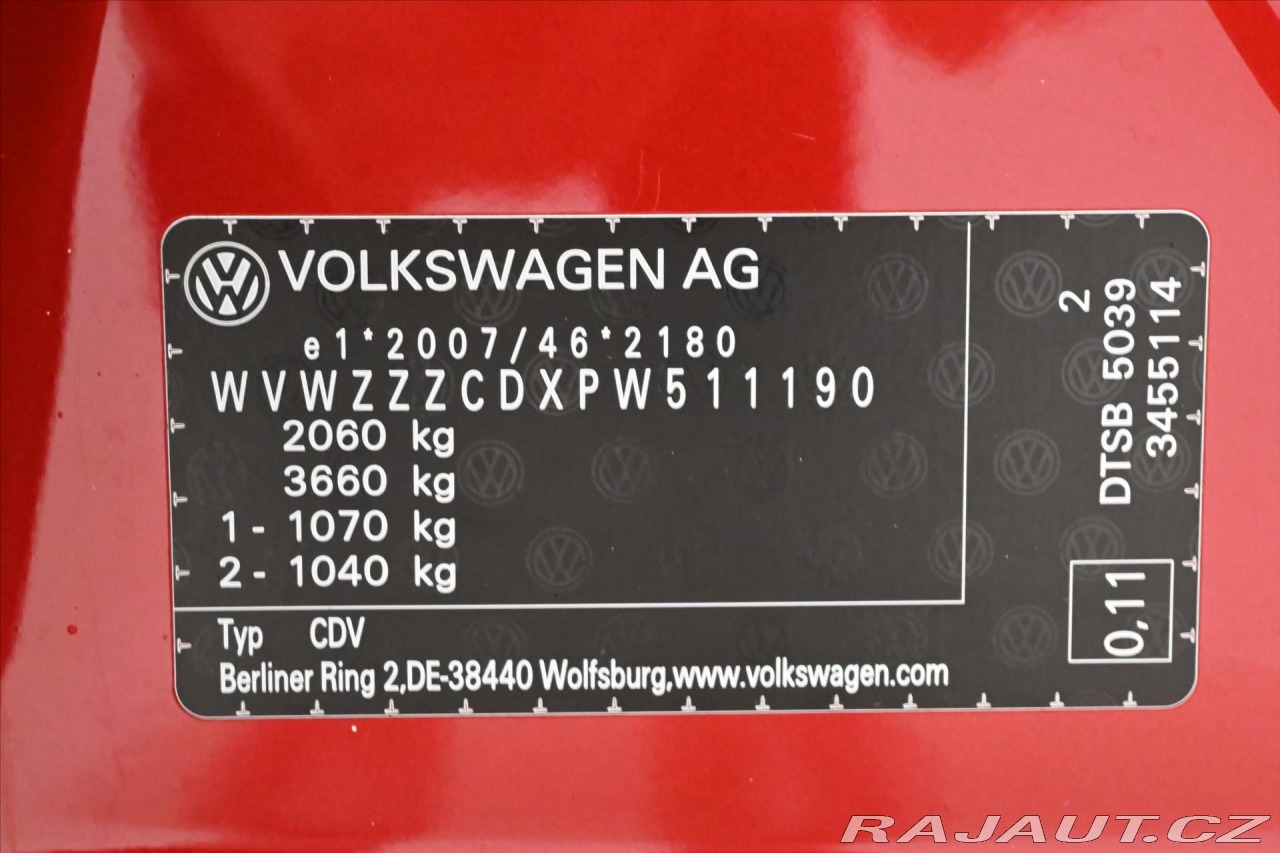 VOLKSWAGEN AG
e1*2007/46*2180
WVWZZZCDXPW511190
2060 kg
3660 kg
1 - 1070 kg
2 - 1040 kg
Typ CDV
Berliner Ring 2,DE-38440 Wolfsburg,www.volkswagen.com
2
DTSB 5039
3455114
0,11
RAJAUT.CZ